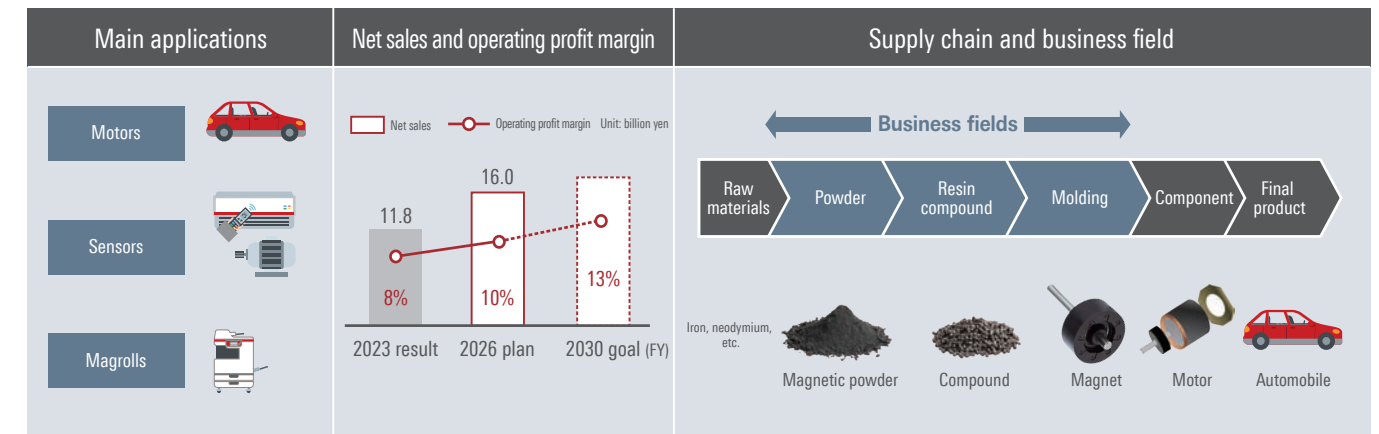 Main applications
Net sales and operating profit margin
Supply chain and business field
Motors
Sensors
Magrolls
Net sales
Operating profit margin
Unit: billion yen
11.8
16.0
8%
10%
13%
2023 result
2026 plan
2030 goal (FY)
Business fields
Raw
materials
Powder
Resin
compound
Molding
Component
Final
product
Iron, neodymium,
etc.
Magnetic powder
Compound
Magnet
Motor
Automobile